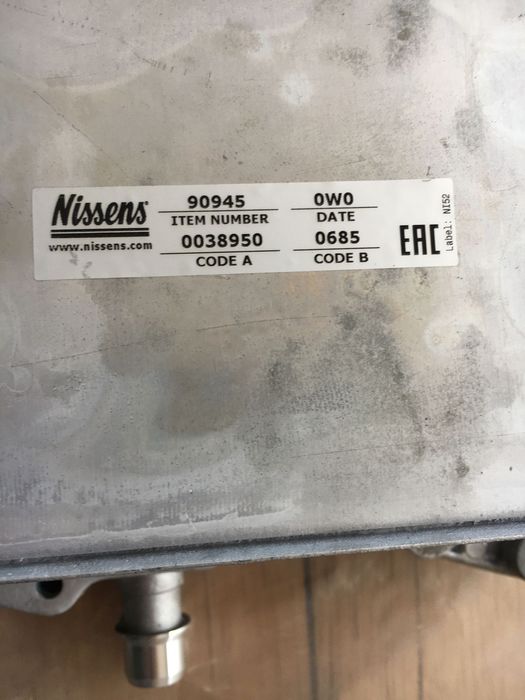 Nissens
www.nissens.com
90945
ITEM NUMBER
0038950
CODE A
0W0
DATE
0685
CODE B
EAC
Label: NI52